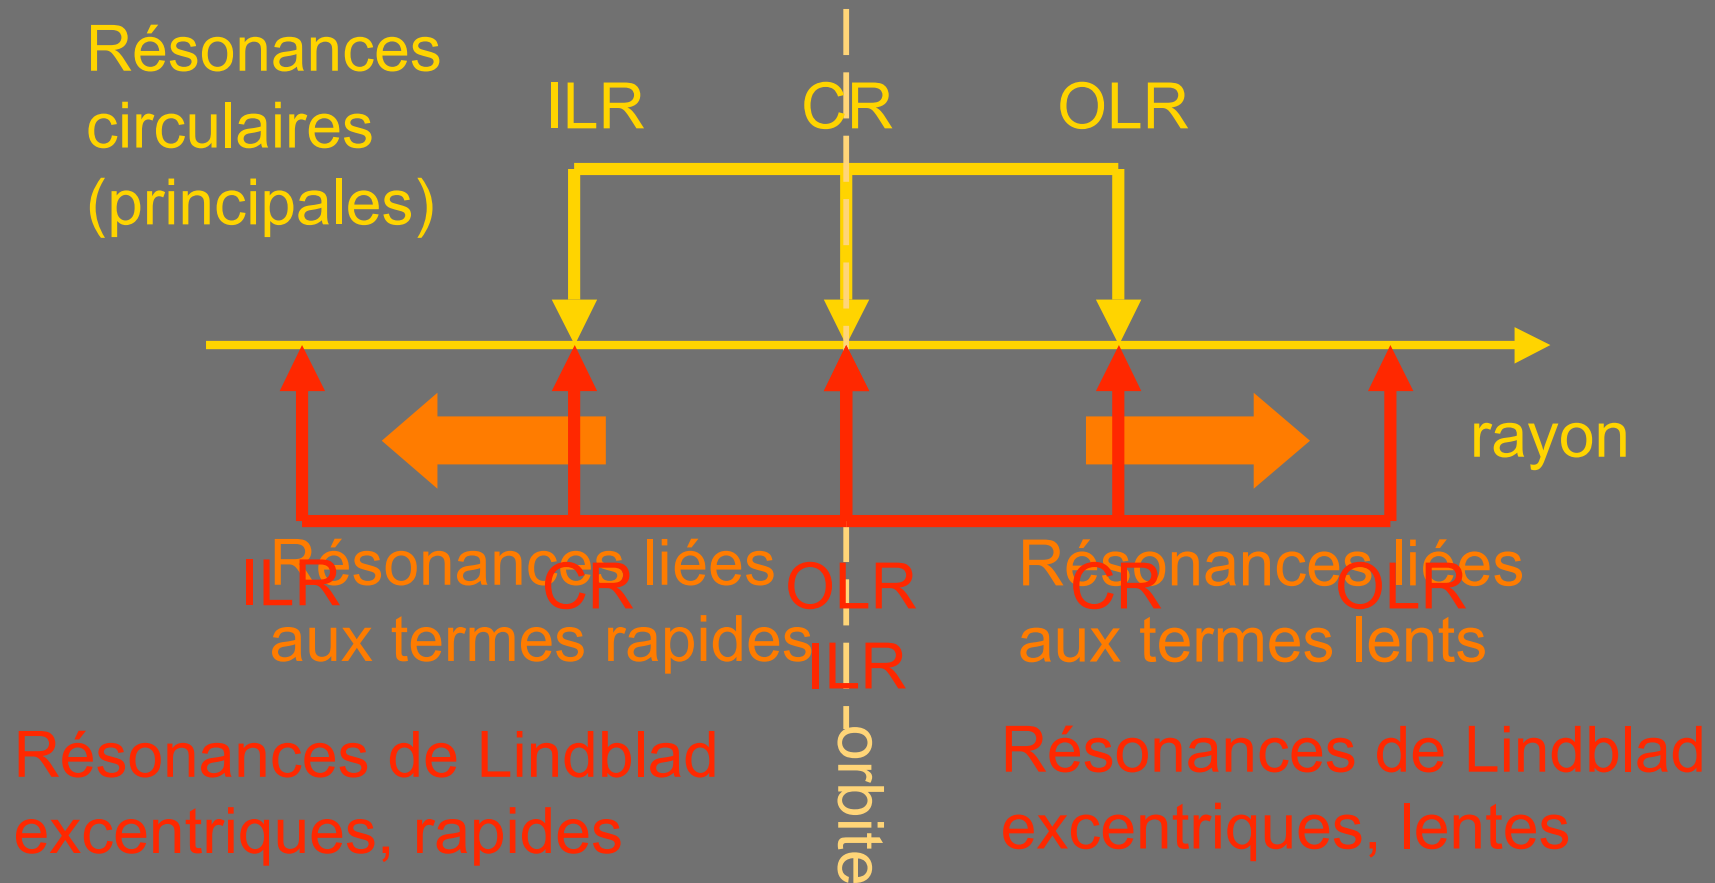 Résonances
circulaires
(principales)
ILR
CR
OLR
rayon
Résonances liées
aux termes rapides
Résonances liées
aux termes lents
ILR
CR
OLR
ILR
CR
OLR
Résonances de Lindblad
excentriques, rapides
Résonances de Lindblad
excentriques, lentes
orbite